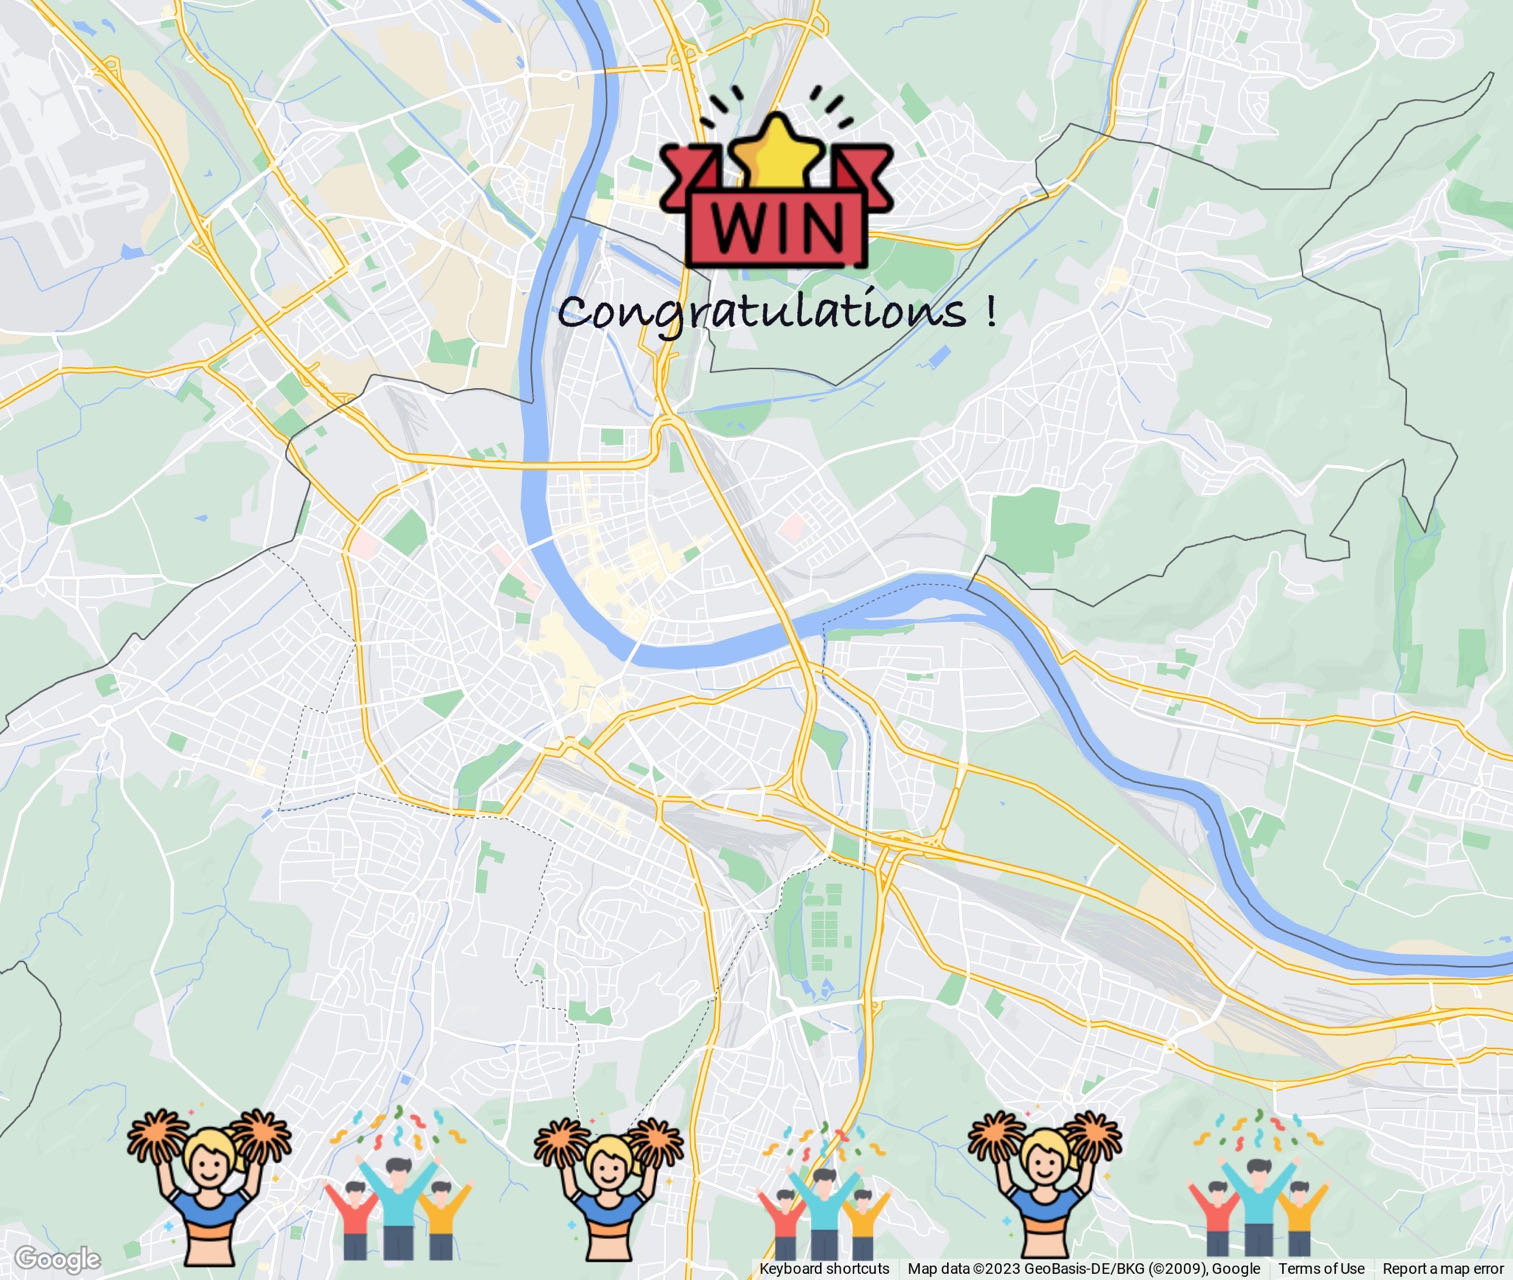 WIN
Congratulations !
Google
Keyboard shortcuts
Map data ©2023 GeoBasis-DE/BKG (©2009), Google
Terms of Use
Report a map error